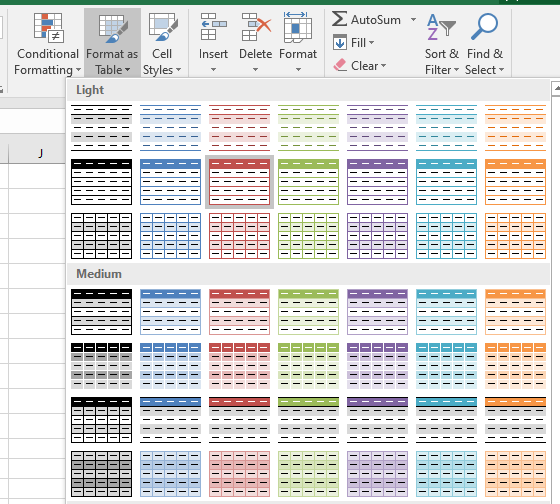 Conditional
Formatting
Format as
Table
Cell
Styles
Insert
Delete
Format
AutoSum
Fill
Clear
Sort &
Filter
Find &
Select
Light
J
Medium